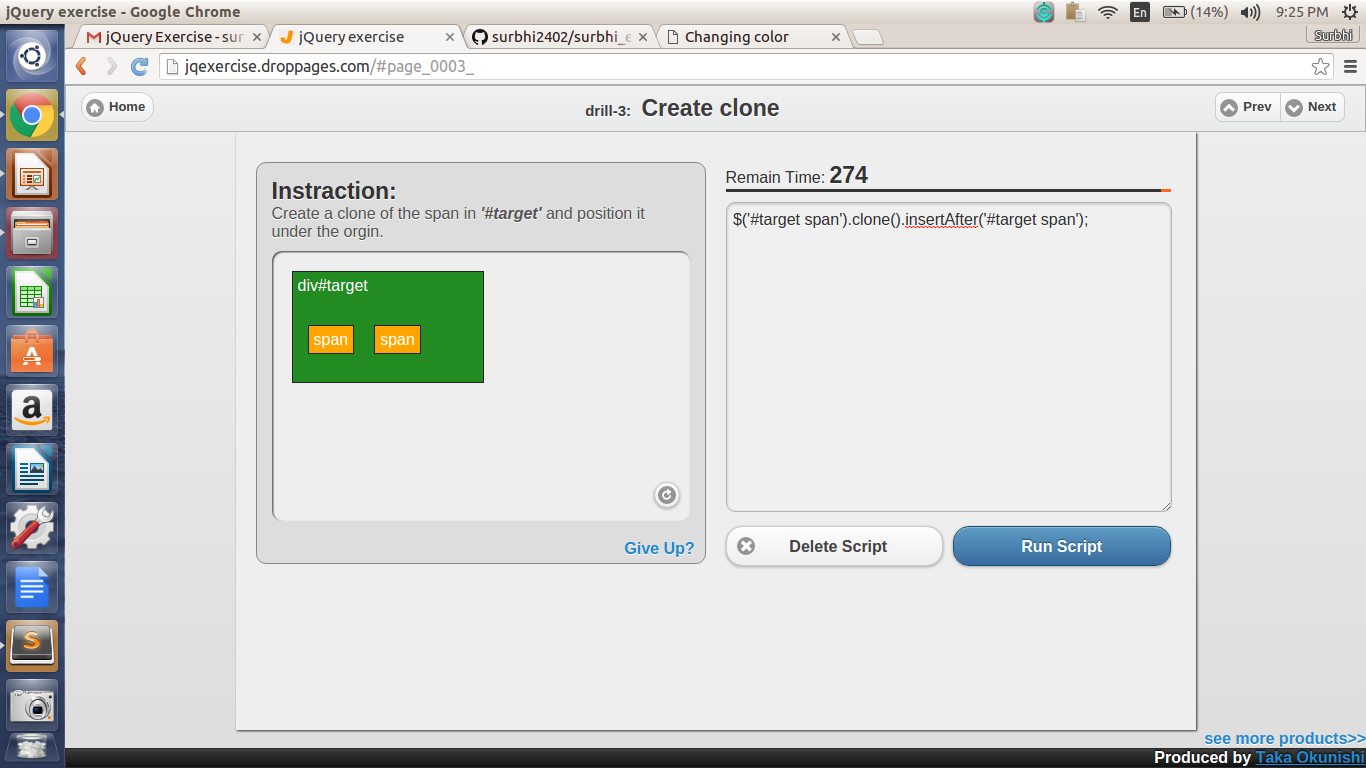 jQuery exercise - Google Chrome
En
(14%)
9:25 PM
jQuery Exercise - sur
jQuery exercise
surbhi2402/surbhi_e
Changing color
Surbhi
jqexercise.droppages.com/#page_0003_
Home
drill-3: Create clone
Prev
Next
Instraction:
Create a clone of the span in '#target' and position it
under the orgin.
div#target
span
span
Give Up?
Remain Time: 274
$('#target span').clone().insertAfter('#target span');
Delete Script
Run Script
see more products>>
Produced by Taka Okunishi